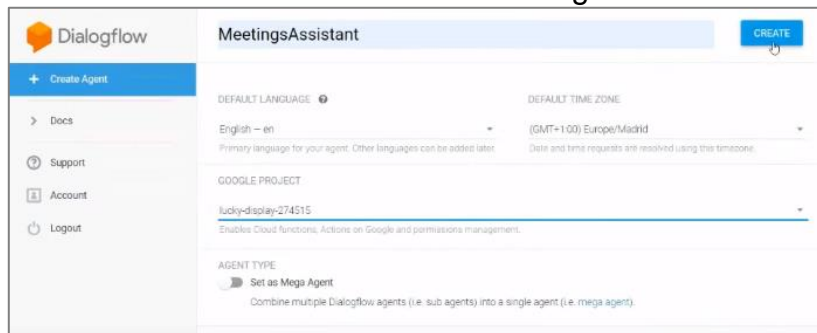 Dialogflow
MeetingsAssistant
CREATE
+ Create Agent
> Docs
Support
Account
Logout
DEFAULT LANGUAGE
DEFAULT TIME ZONE
English – en
(GMT+1:00) Europe/Madrid
Primary language for your agent. Other languages can be added later.
Date and time requests are resolved using this timezone.
GOOGLE PROJECT
lucky-display-274515
Enables Cloud functions, Actions on Google and permissions management.
AGENT TYPE
Set as Mega Agent
Combine multiple Dialogflow agents (i.e. sub agents) into a single agent (i.e. mega agent).